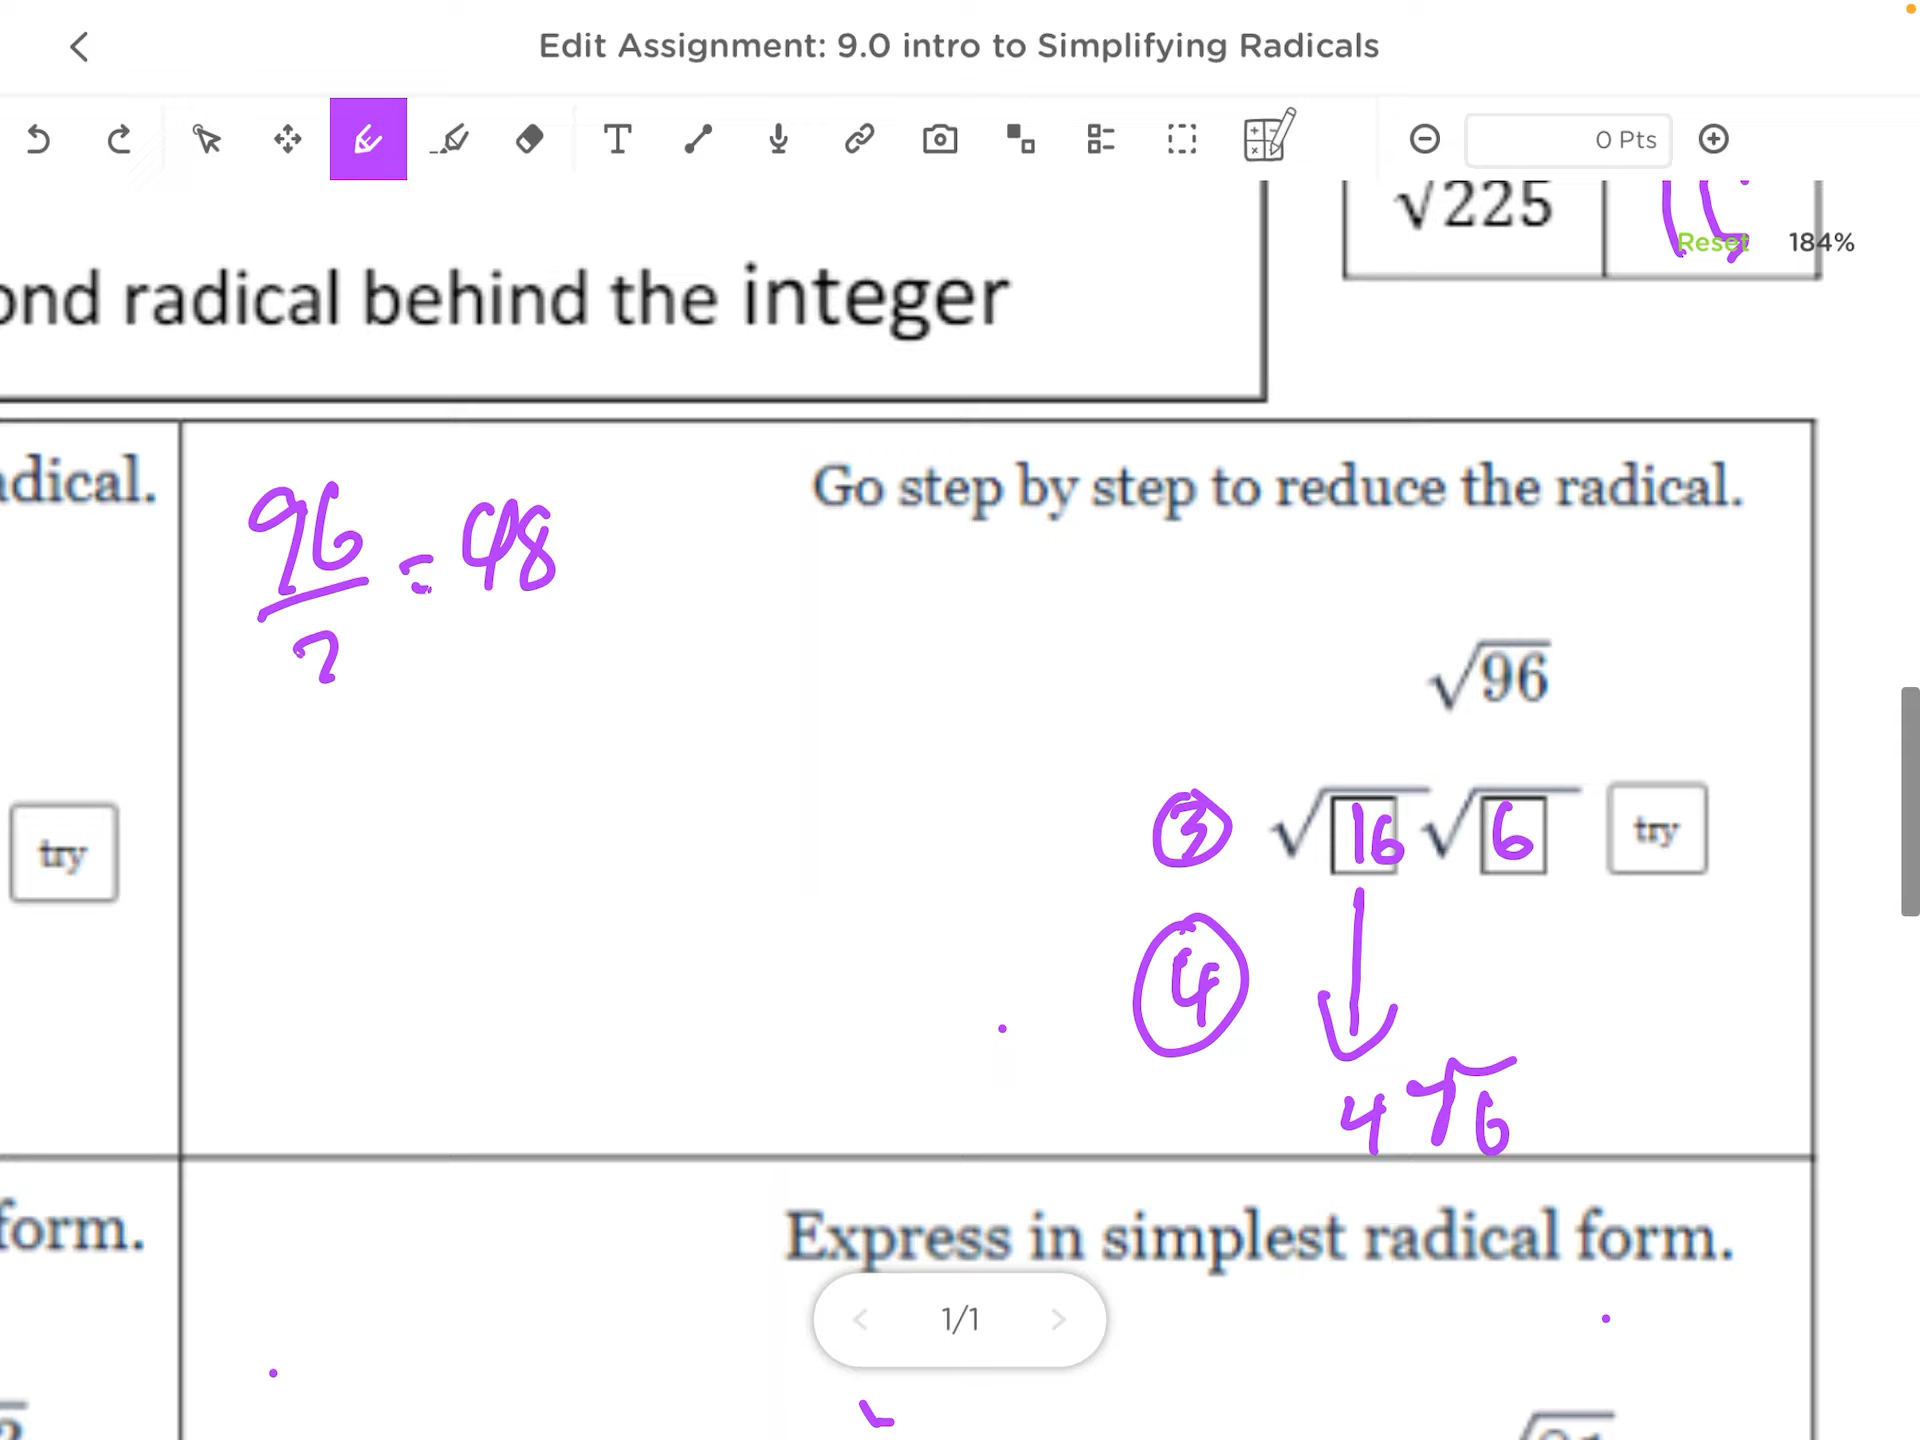 Edit Assignment: 9.0 intro to Simplifying Radicals
T
0 Pts
√225
Reset 184%
ond radical behind the integer
adical.
Go step by step to reduce the radical.
96 = 48
2
√96
try
3 √16 √6 try
4
4√6
form.
Express in simplest radical form.
1/1